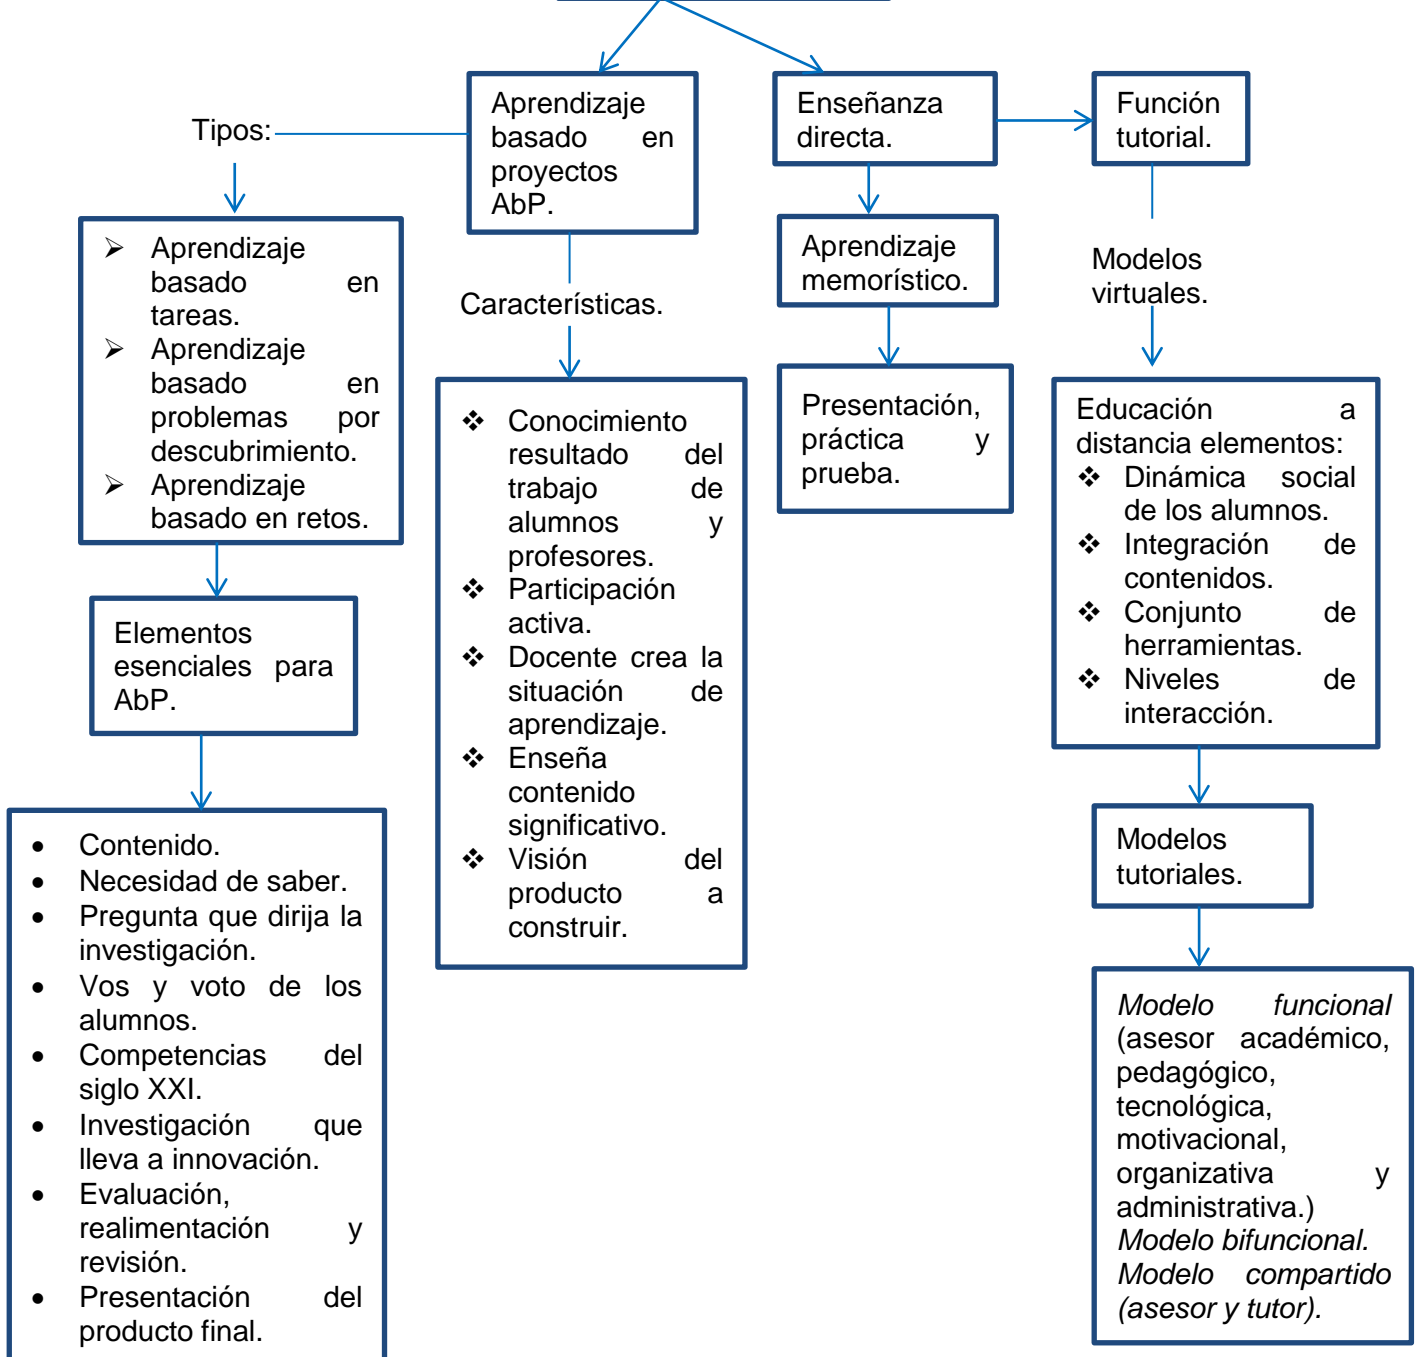 Tipos:
Aprendizaje
basado en
proyectos
AbP.
Enseñanza
directa.
Función
tutorial.
➢ Aprendizaje
basado en
tareas.
➢ Aprendizaje
basado en
problemas por
descubrimiento.
➢ Aprendizaje
basado en retos.
Características.
Aprendizaje
memorístico.
Modelos
virtuales.
❖ Conocimiento
resultado del
trabajo de
alumnos y
profesores.
❖ Participación
activa.
❖ Docente crea la
situación de
aprendizaje.
❖ Enseña
contenido
significativo.
❖ Visión del
producto a
construir.
Presentación,
práctica y
prueba.
Educación a
distancia elementos:
❖ Dinámica social
de los alumnos.
❖ Integración de
contenidos.
❖ Conjunto de
herramientas.
❖ Niveles de
interacción.
Elementos
esenciales para
AbP.
• Contenido.
• Necesidad de saber.
• Pregunta que dirija la
investigación.
• Vos y voto de los
alumnos.
• Competencias del
siglo XXI.
• Investigación que
lleva a innovación.
• Evaluación,
realimentación y
revisión.
• Presentación del
producto final.
Modelos
tutoriales.
Modelo funcional
(asesor académico,
pedagógico,
tecnológica,
motivacional,
organizativa y
administrativa.)
Modelo bifuncional.
Modelo compartido
(asesor y tutor).